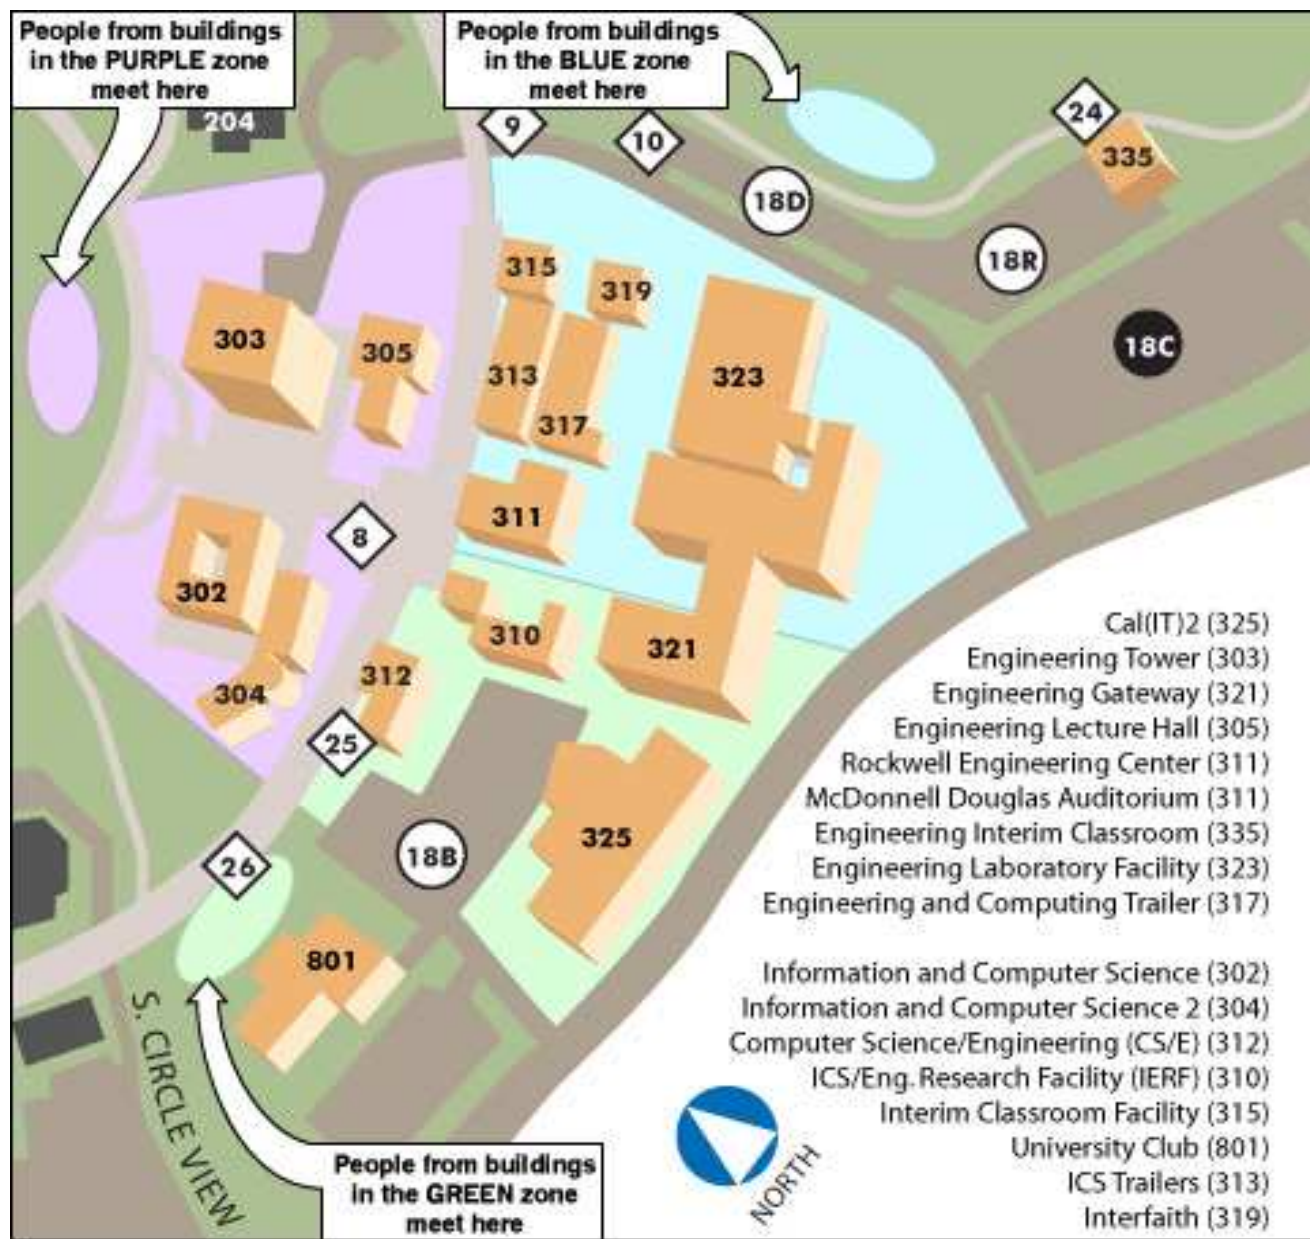 People from buildings
in the PURPLE zone
meet here
People from buildings
in the BLUE zone
meet here
204
9
10
24
335
18D
18R
18C
315
319
303
305
313
317
323
8
311
302
310
321
304
312
25
18B
325
26
801
S. CIRCLE VIEW
People from buildings
in the GREEN zone
meet here
NORTH
Cal(IT)2 (325)
Engineering Tower (303)
Engineering Gateway (321)
Engineering Lecture Hall (305)
Rockwell Engineering Center (311)
McDonnell Douglas Auditorium (311)
Engineering Interim Classroom (335)
Engineering Laboratory Facility (323)
Engineering and Computing Trailer (317)
Information and Computer Science (302)
Information and Computer Science 2 (304)
Computer Science/Engineering (CS/E) (312)
ICS/Eng. Research Facility (IERF) (310)
Interim Classroom Facility (315)
University Club (801)
ICS Trailers (313)
Interfaith (319)